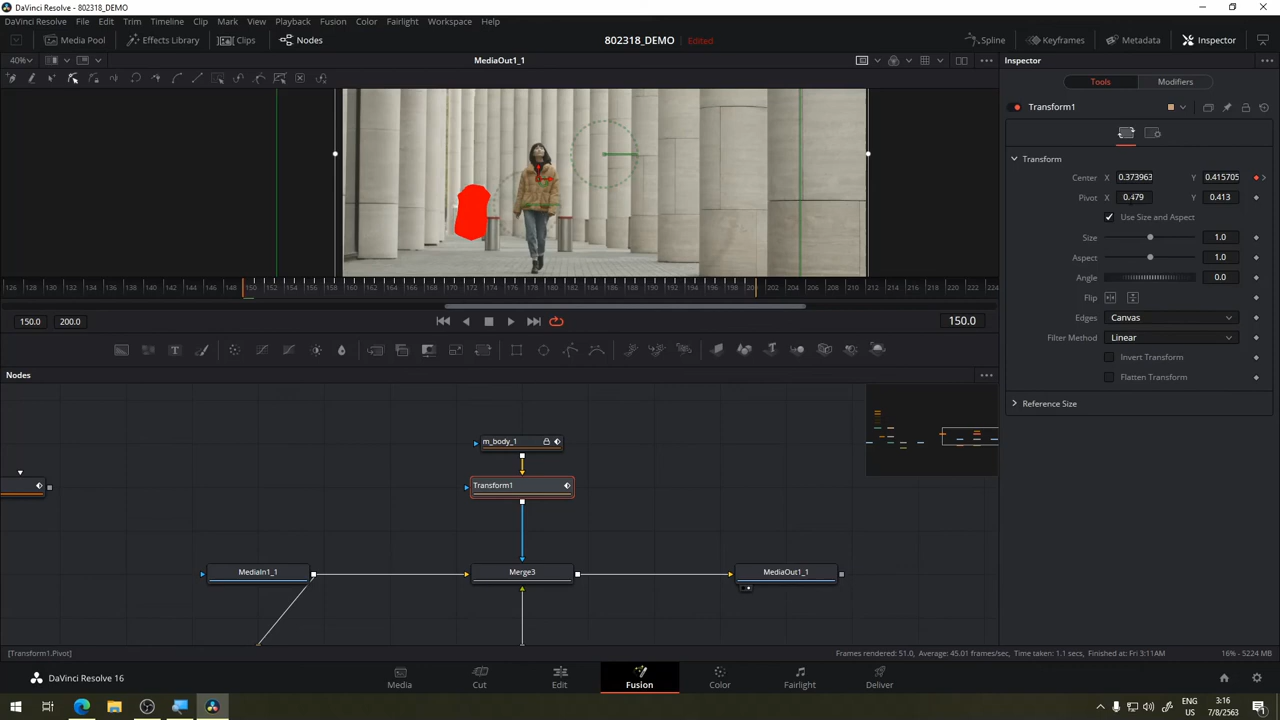 DaVinci Resolve - 802318_DEMO
DaVinci Resolve File Edit Trim Timeline Clip Mark View Playback Fusion Color Fairlight Workspace Help
Media Pool Effects Library Clips Nodes 802318_DEMO Edited Spline Keyframes Metadata Inspector
40% MediaOut1_1 Inspector
Tools Modifiers
Transform1
Transform
Center X 0.373963 Y 0.415705
Pivot X 0.479 Y 0.413
Use Size and Aspect
Size 1.0
Aspect 1.0
Angle 0.0
Flip
Edges Canvas
Filter Method Linear
Invert Transform
Flatten Transform
Reference Size
126 128 130 132 134 136 138 140 142 144 146 148 150 152 154 156 158 160 162 164 166 168 170 172 174 176 178 180 182 184 186 188 190 192 194 196 198 201 204 206 208 210 212 214 216 218 220 222 224
150.0 200.0 150.0
Nodes
m_body_1
Transform1
MediaIn1_1 Merge3 MediaOut1_1
[Transform1.Pivot] Frames rendered: 51.0, Average: 45.01 frames/sec, Time taken: 1.1 secs, Finished at: Fri 3:11AM 16% - 5224 MB
DaVinci Resolve 16 Media Cut Edit Fusion Color Fairlight Deliver
ENG
US
3:16
7/8/2563
1